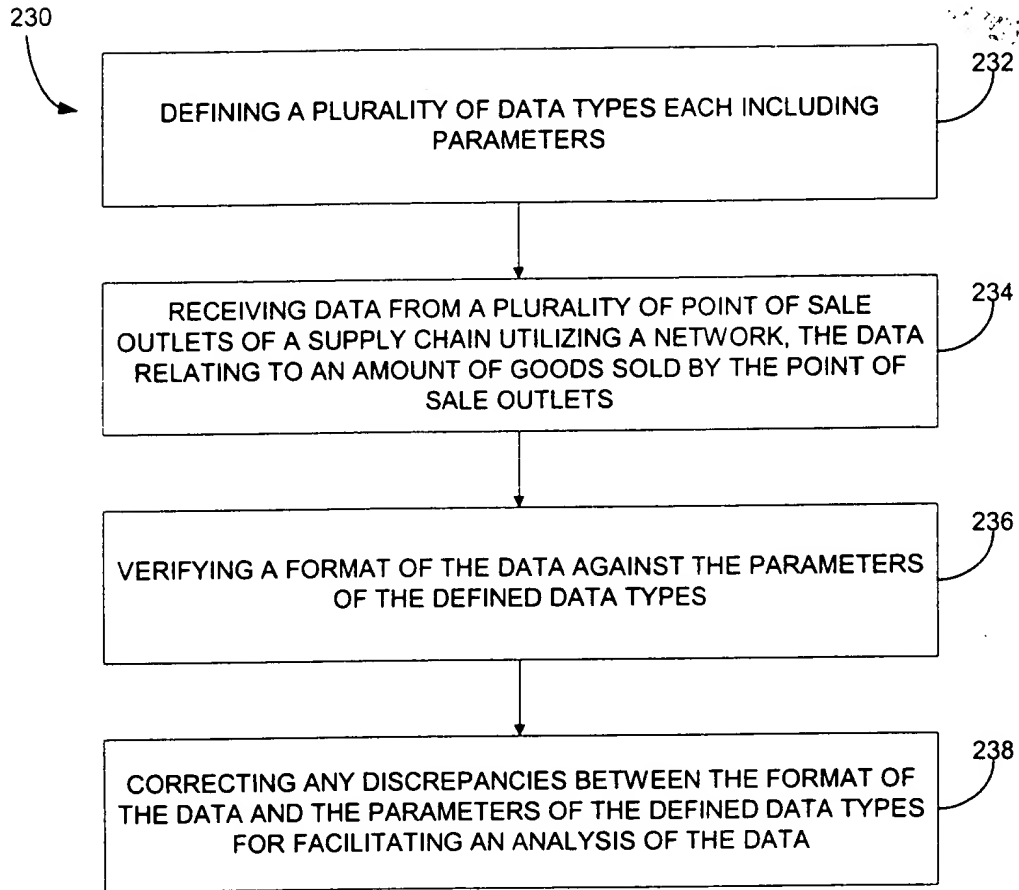 230
232
DEFINING A PLURALITY OF DATA TYPES EACH INCLUDING
PARAMETERS
234
RECEIVING DATA FROM A PLURALITY OF POINT OF SALE
OUTLETS OF A SUPPLY CHAIN UTILIZING A NETWORK, THE DATA
RELATING TO AN AMOUNT OF GOODS SOLD BY THE POINT OF
SALE OUTLETS
236
VERIFYING A FORMAT OF THE DATA AGAINST THE PARAMETERS
OF THE DEFINED DATA TYPES
238
CORRECTING ANY DISCREPANCIES BETWEEN THE FORMAT OF
THE DATA AND THE PARAMETERS OF THE DEFINED DATA TYPES
FOR FACILITATING AN ANALYSIS OF THE DATA